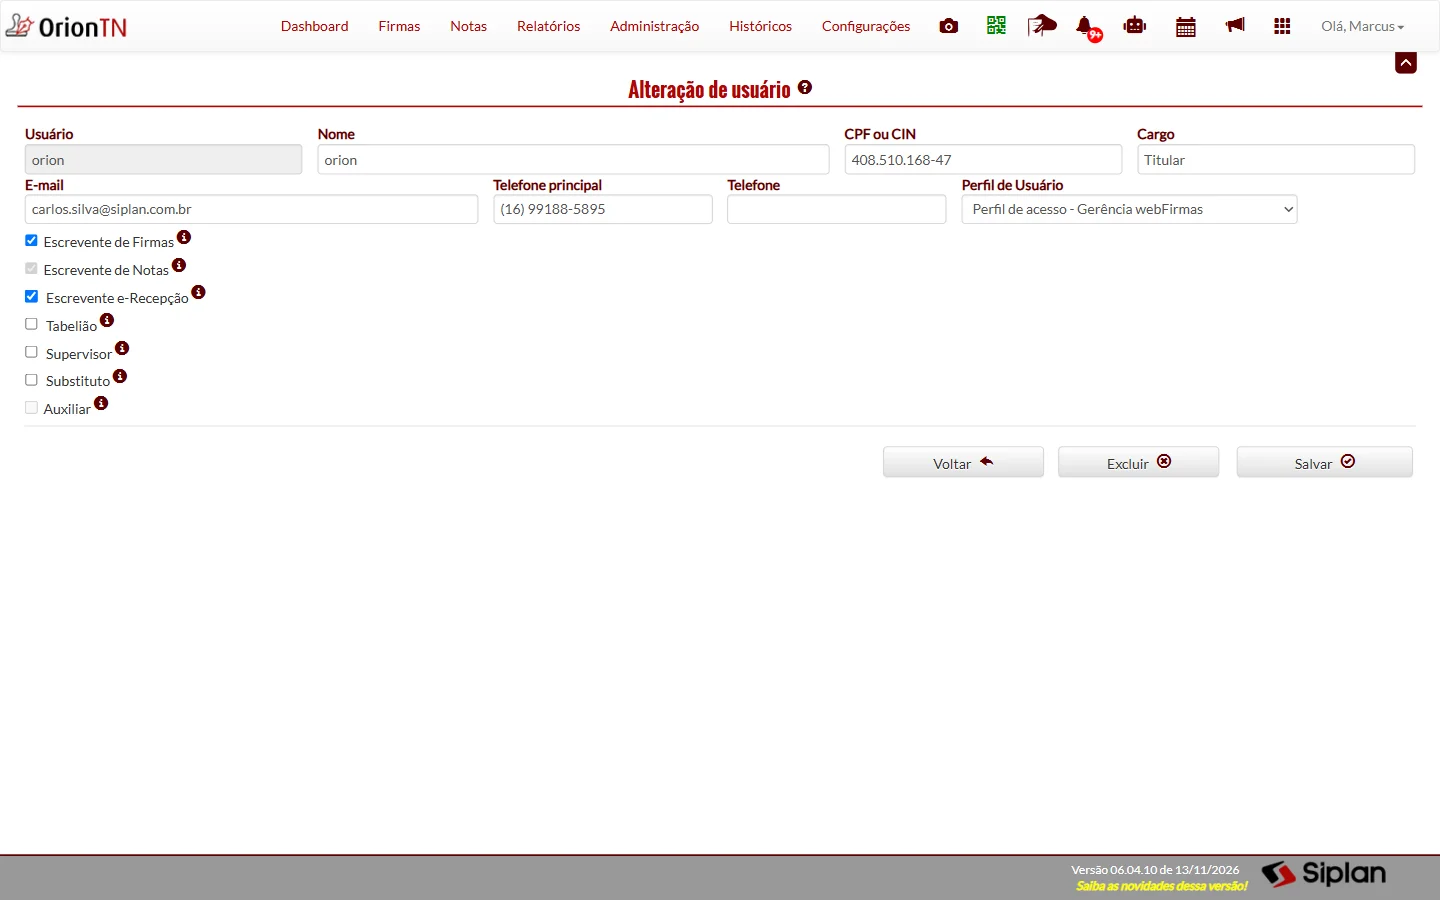 OrionTN
Dashboard Firmas Notas Relatórios Administração Históricos Configurações 9+ Olá, Marcus
Alteração de usuário
Usuário Nome CPF ou CIN Cargo
orion orion 408.510.168-47 Titular
E-mail Telefone principal Telefone Perfil de Usuário
carlos.silva@siplan.com.br (16) 99188-5895 Perfil de acesso - Gerência webFirmas
Escrevente de Firmas
Escrevente de Notas
Escrevente e-Recepção
Tabelião
Supervisor
Substituto
Auxiliar
Voltar Excluir Salvar
Versão 06.04.10 de 13/11/2026
Saiba as novidades dessa versão!
Siplan